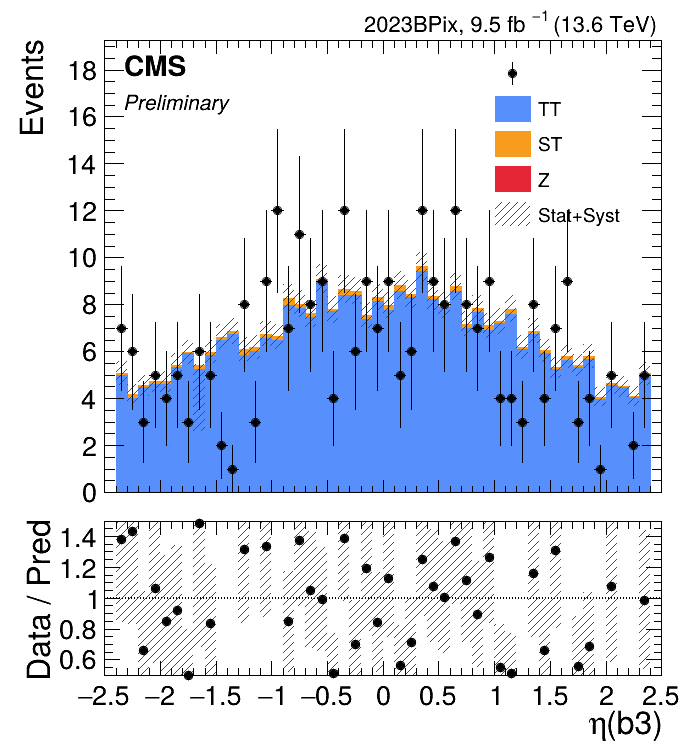 2023BPix, 9.5 fb⁻¹ (13.6 TeV)
Events
CMS
Preliminary
TT
ST
Z
Stat+Syst
18
16
14
12
10
8
6
4
2
0
Data / Pred
1.4
1.2
1
0.8
0.6
−2.5 −2 −1.5 −1 −0.5 0 0.5 1 1.5 2 2.5
η(b3)